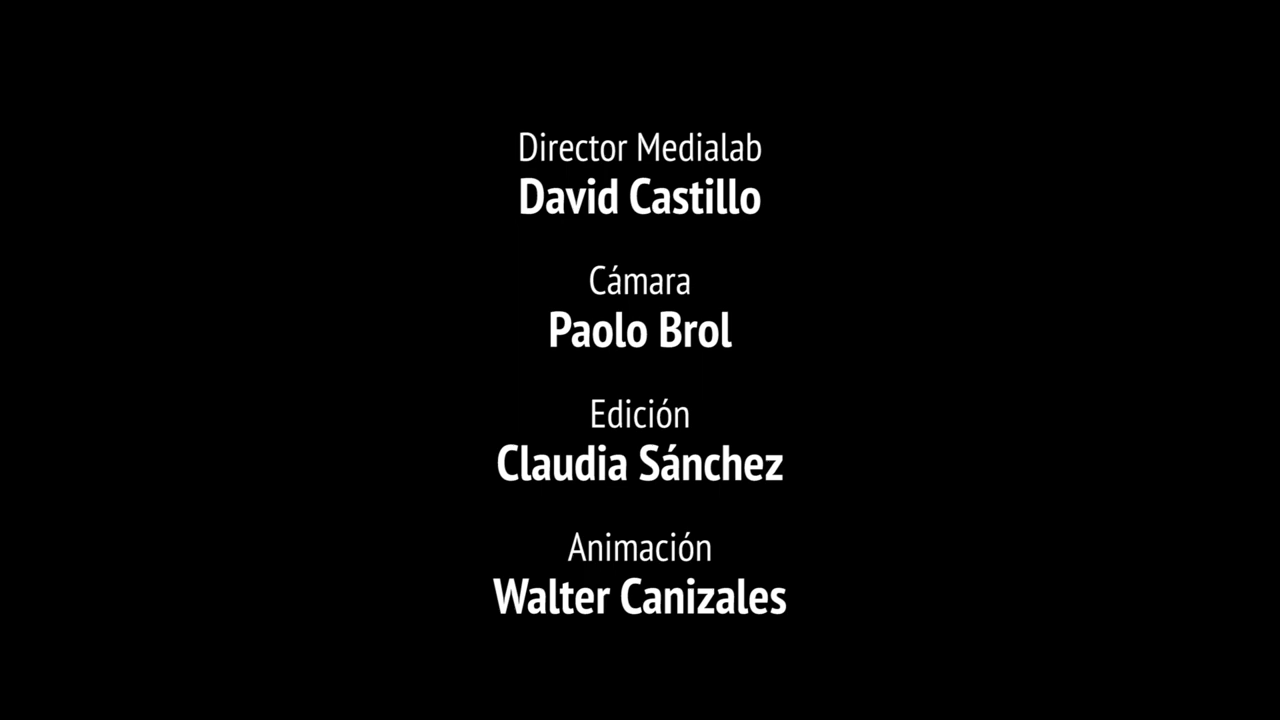 Director Medialab
David Castillo
Cámara
Paolo Brol
Edición
Claudia Sánchez
Animación
Walter Canizales